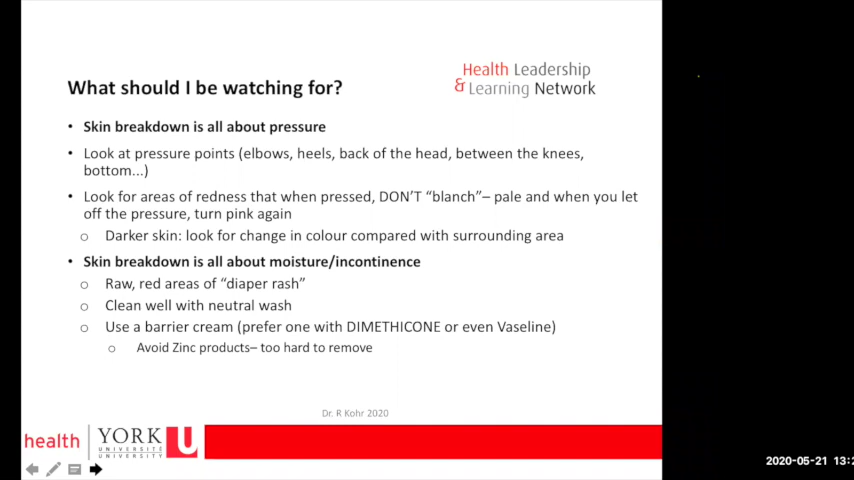 Health Leadership
& Learning Network
What should I be watching for?
• Skin breakdown is all about pressure
• Look at pressure points (elbows, heels, back of the head, between the knees,
bottom...)
• Look for areas of redness that when pressed, DON'T “blanch”– pale and when you let
off the pressure, turn pink again
o Darker skin: look for change in colour compared with surrounding area
• Skin breakdown is all about moisture/incontinence
o Raw, red areas of “diaper rash”
o Clean well with neutral wash
o Use a barrier cream (prefer one with DIMETHICONE or even Vaseline)
o Avoid Zinc products– too hard to remove
Dr. R Kohr 2020
health
YORK U
UNIVERSITÉ
UNIVERSITY
2020-05-21 13:2